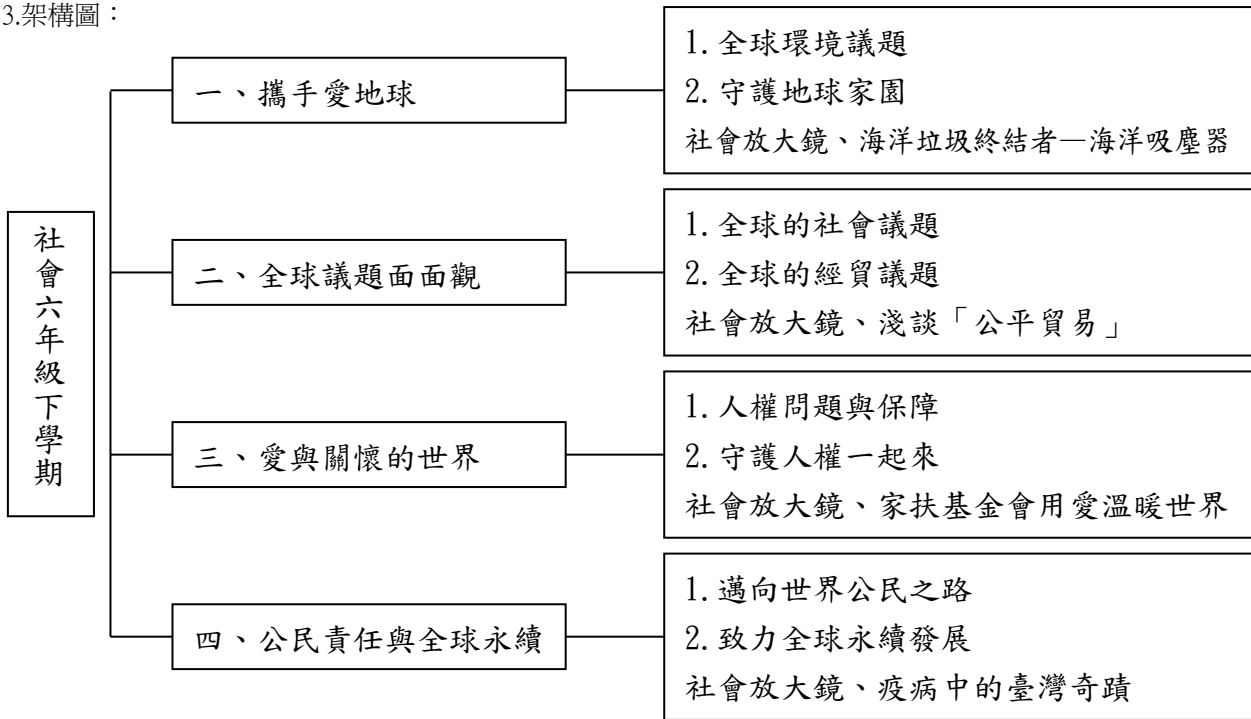 3.架構圖：
社會六年級下學期
一、攜手愛地球
1.全球環境議題
2.守護地球家園
社會放大鏡、海洋垃圾終結者—海洋吸塵器
二、全球議題面面觀
1.全球的社會議題
2.全球的經貿議題
社會放大鏡、淺談「公平貿易」
三、愛與關懷的世界
1.人權問題與保障
2.守護人權一起來
社會放大鏡、家扶基金會用愛溫暖世界
四、公民責任與全球永續
1.邁向世界公民之路
2.致力全球永續發展
社會放大鏡、疫病中的臺灣奇蹟